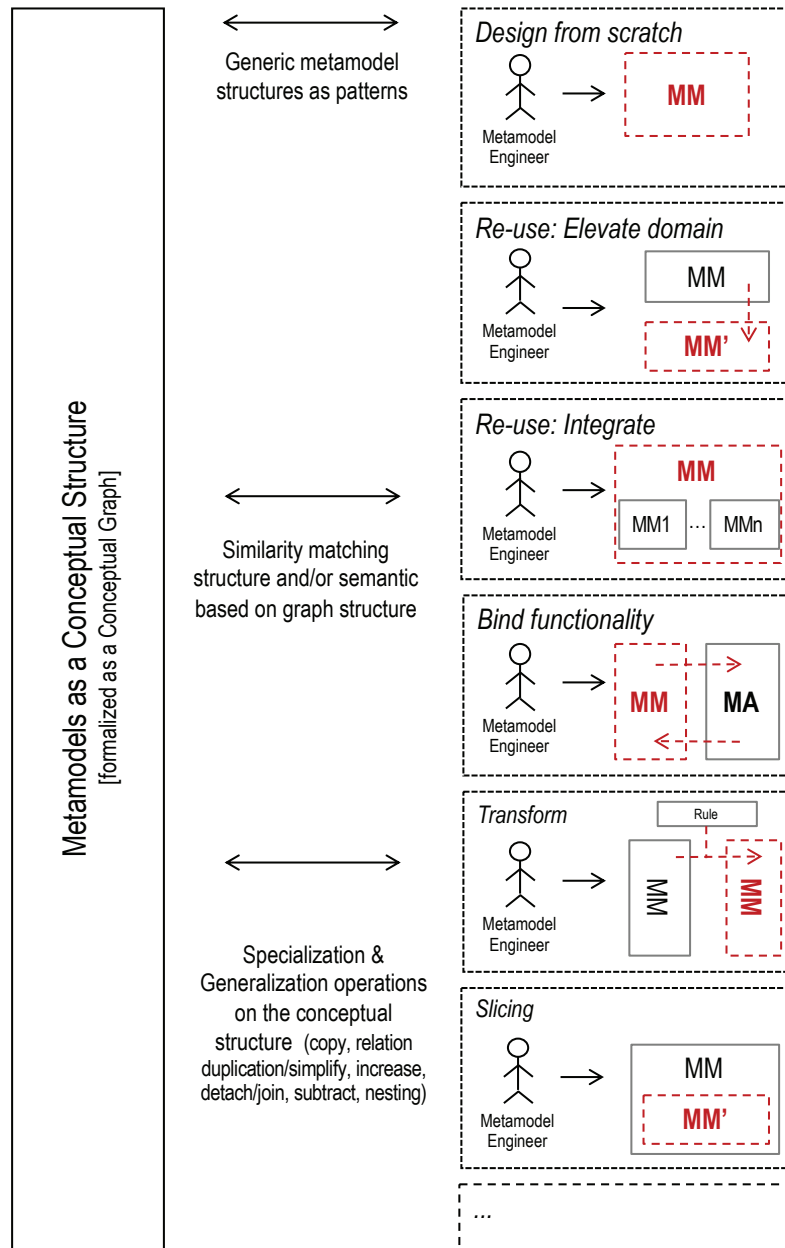 Metamodels as a Conceptual Structure
[formalized as a Conceptual Graph]
Generic metamodel
structures as patterns
Similarity matching
structure and/or semantic
based on graph structure
Specialization &
Generalization operations
on the conceptual
structure (copy, relation
duplication/simplify, increase,
detach/join, subtract, nesting)
Design from scratch
Metamodel
Engineer
MM
Re-use: Elevate domain
Metamodel
Engineer
MM
MM’
Re-use: Integrate
Metamodel
Engineer
MM
MM1 ... MMn
Bind functionality
Metamodel
Engineer
MM
MA
Transform
Metamodel
Engineer
Rule
MM
MM
Slicing
Metamodel
Engineer
MM
MM’
...